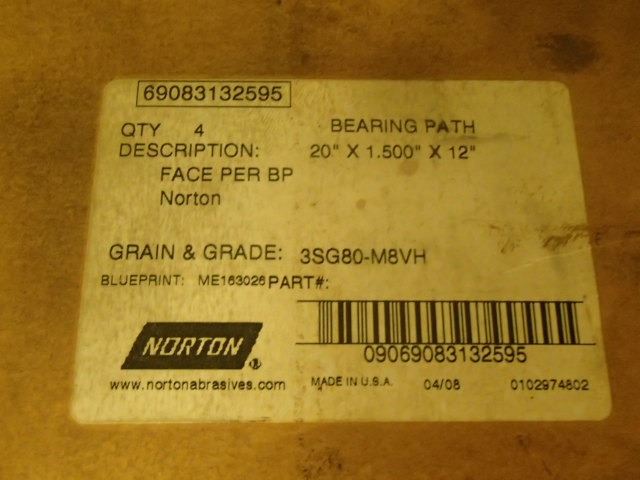 69083132595
QTY 4 BEARING PATH
DESCRIPTION: 20" X 1.500" X 12"
FACE PER BP
Norton
GRAIN & GRADE: 3SG80-M8VH
BLUEPRINT: ME163026 PART#:
NORTON ®
09069083132595
www.nortonabrasives.com MADE IN U.S.A. 04/08 0102974802